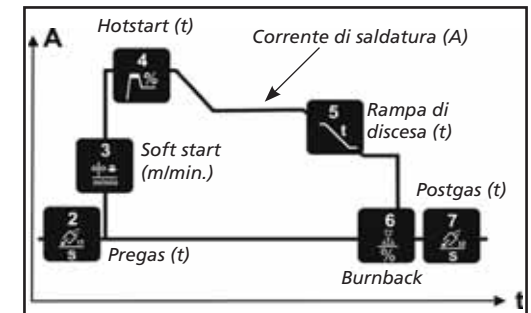 A
Hotstart (t)
Corrente di saldatura (A)
4
%
5
t
Rampa di
discesa (t)
3
Soft start
(m/min.)
Postgas (t)
2
s
6
%
7
s
Pregas (t)
Burnback
t